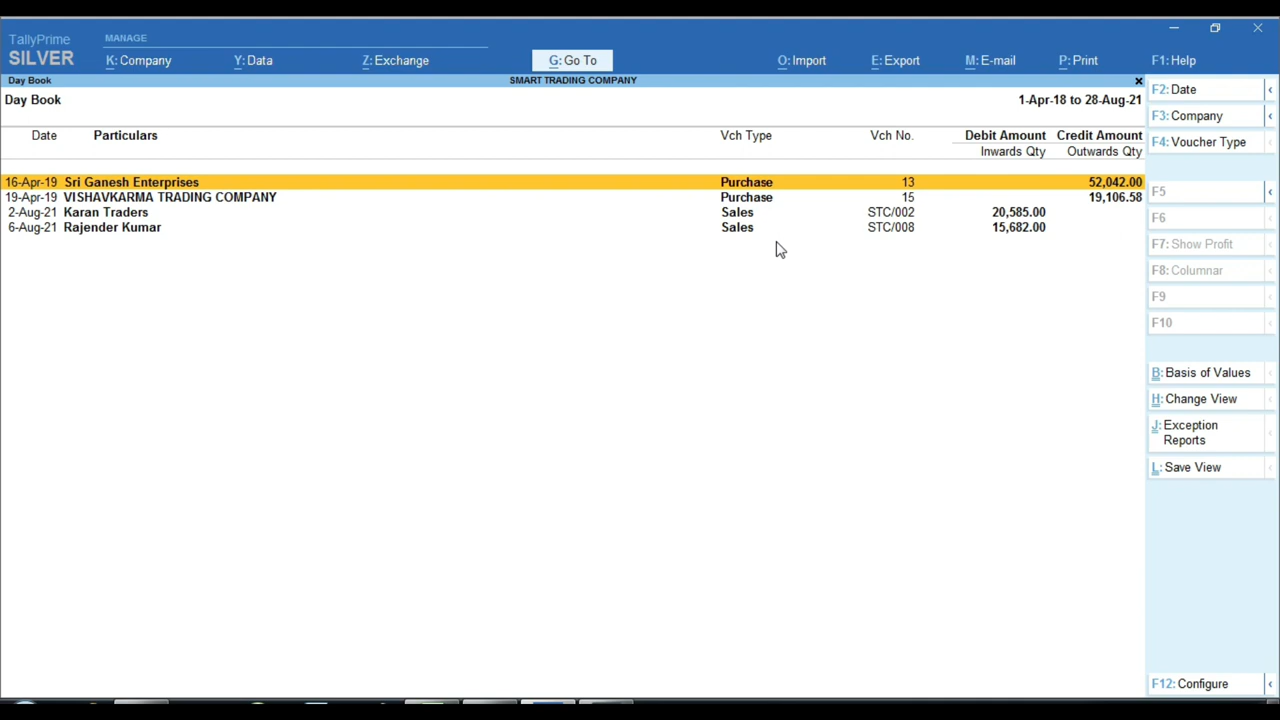 TallyPrime MANAGE
SILVER K: Company Y: Data Z: Exchange G: Go To O: Import E: Export M: E-mail P: Print F1: Help
Day Book SMART TRADING COMPANY
Day Book 1-Apr-18 to 28-Aug-21
Date Particulars Vch Type Vch No. Debit Amount Credit Amount
Inwards Qty Outwards Qty
16-Apr-19 Sri Ganesh Enterprises Purchase 13 52,042.00
19-Apr-19 VISHAVKARMA TRADING COMPANY Purchase 15 19,106.58
2-Aug-21 Karan Traders Sales STC/002 20,585.00
6-Aug-21 Rajender Kumar Sales STC/008 15,682.00
F2: Date
F3: Company
F4: Voucher Type
F5
F6
F7: Show Profit
F8: Columnar
F9
F10
B: Basis of Values
H: Change View
J: Exception
Reports
L: Save View
F12: Configure